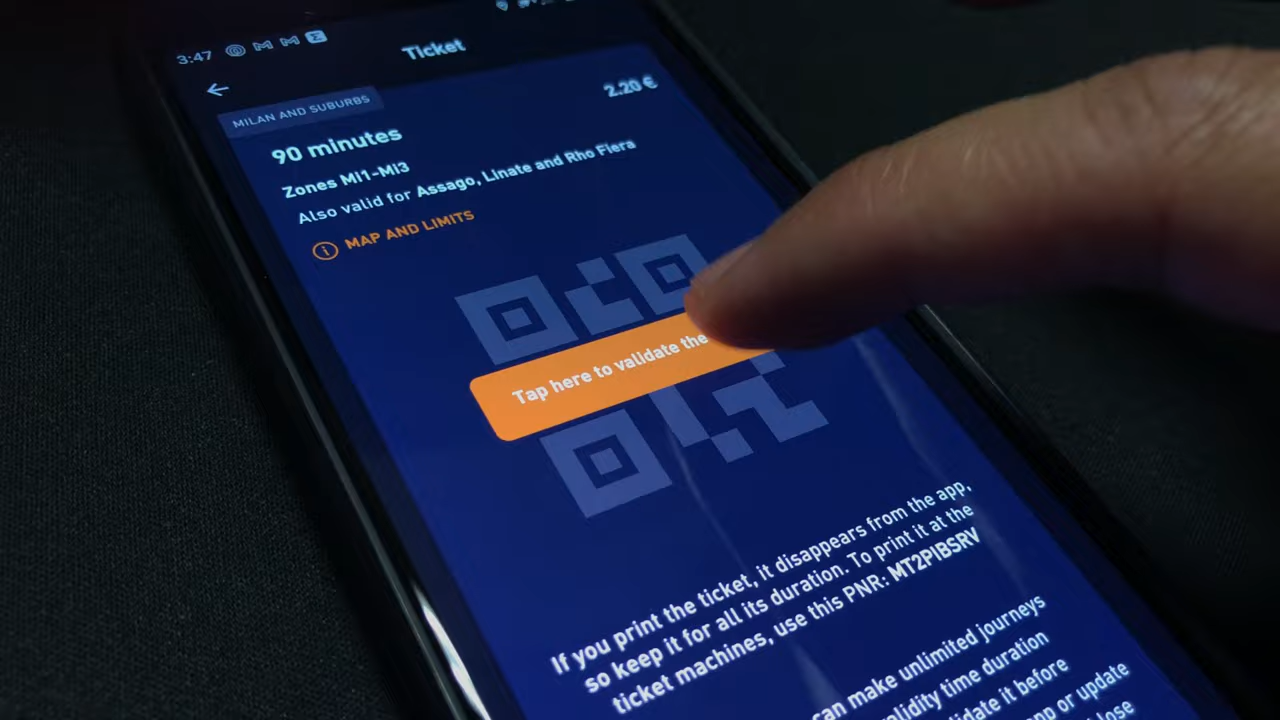 3:47
Ticket
MILAN AND SUBURBS
2.20 €
90 minutes
Zones Mi1-Mi3
Also valid for Assago, Linate and Rho Fiera
MAP AND LIMITS
Tap here to validate the
If you print the ticket, it disappears from the app,
so keep it for all its duration. To print it at the
ticket machines, use this PNR: MT2PIBSRV
can make unlimited journeys
validity time duration
before
or update
lose